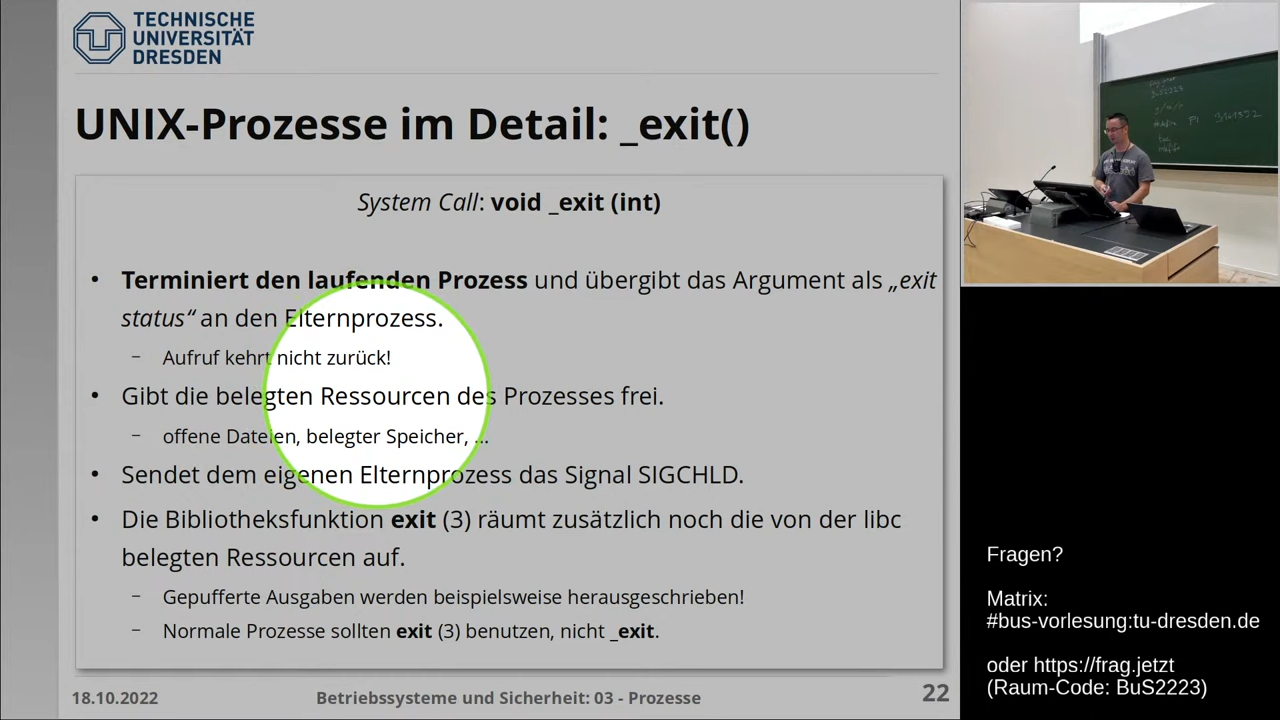 TECHNISCHE
UNIVERSITÄT
DRESDEN
UNIX-Prozesse im Detail: _exit()
System Call: void _exit (int)
• Terminiert den laufenden Prozess und übergibt das Argument als „exit
status“ an den Elternprozess.
– Aufruf kehrt nicht zurück!
• Gibt die belegten Ressourcen des Prozesses frei.
– offene Dateien, belegter Speicher, ...
• Sendet dem eigenen Elternprozess das Signal SIGCHLD.
• Die Bibliotheksfunktion exit (3) räumt zusätzlich noch die von der libc
belegten Ressourcen auf.
– Gepufferte Ausgaben werden beispielsweise herausgeschrieben!
– Normale Prozesse sollten exit (3) benutzen, nicht _exit.
18.10.2022
Betriebssysteme und Sicherheit: 03 - Prozesse
22
Fragen?
Matrix:
#bus-vorlesung:tu-dresden.de
oder https://frag.jetzt
(Raum-Code: BuS2223)